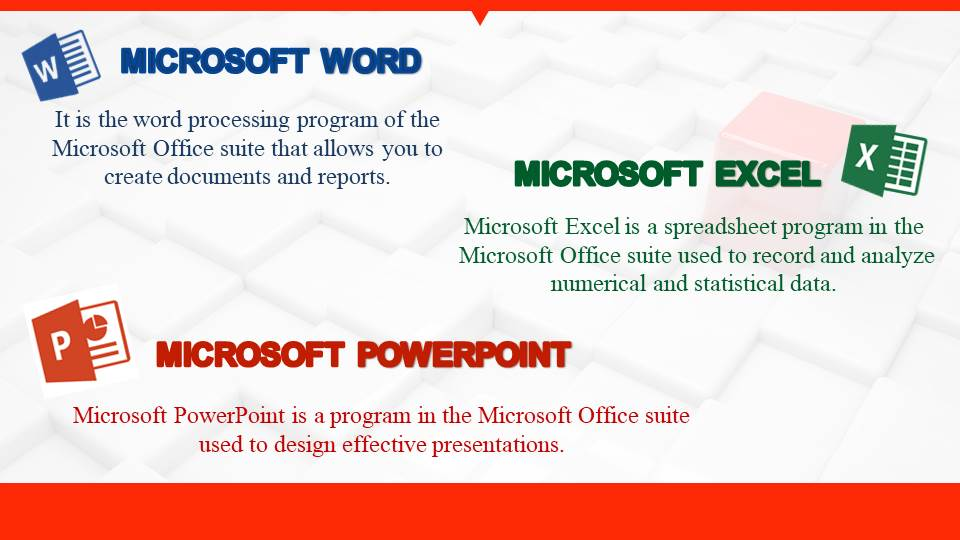 W
MICROSOFT WORD
It is the word processing program of the
Microsoft Office suite that allows you to
create documents and reports.
X
MICROSOFT EXCEL
Microsoft Excel is a spreadsheet program in the
Microsoft Office suite used to record and analyze
numerical and statistical data.
P
MICROSOFT POWERPOINT
Microsoft PowerPoint is a program in the Microsoft Office suite
used to design effective presentations.